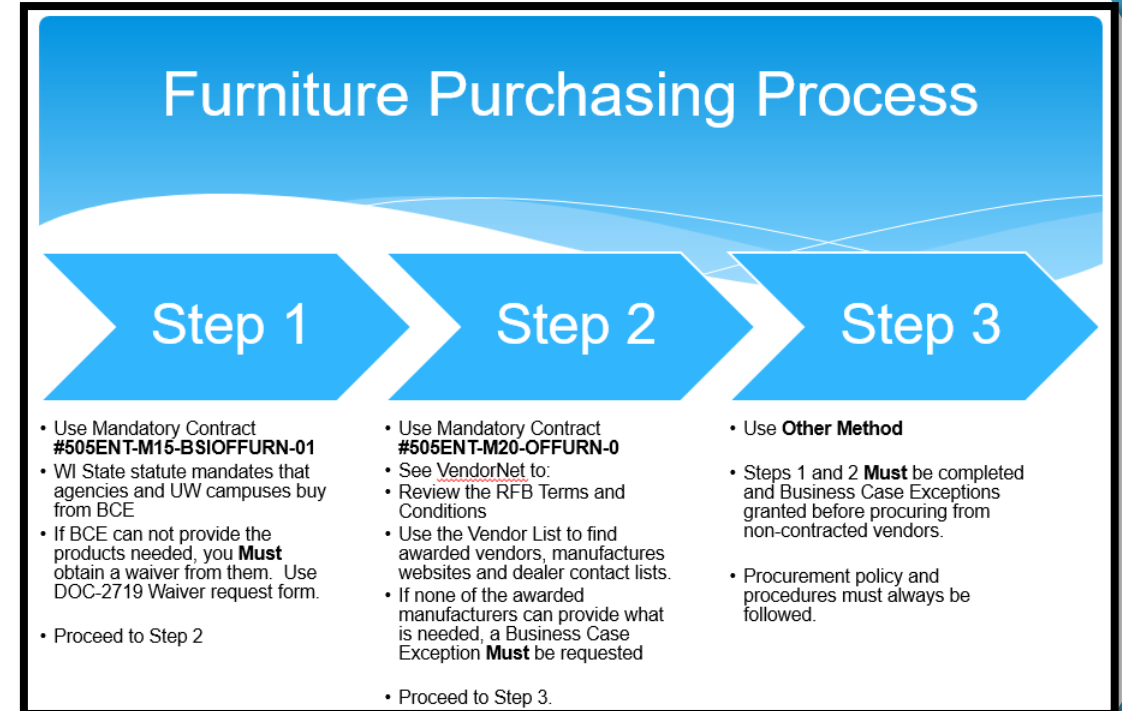 Furniture Purchasing Process
Step 1
• Use Mandatory Contract
#505ENT-M15-BSIOFFURN-01
• WI State statute mandates that
agencies and UW campuses buy
from BCE
• If BCE can not provide the
products needed, you Must
obtain a waiver from them.  Use
DOC-2719 Waiver request form.
• Proceed to Step 2
Step 2
• Use Mandatory Contract
#505ENT-M20-OFFURN-0
• See VendorNet to:
• Review the RFB Terms and
Conditions
• Use the Vendor List to find
awarded vendors, manufactures
websites and dealer contact lists.
• If none of the awarded
manufacturers can provide what
is needed, a Business Case
Exception Must be requested
• Proceed to Step 3.
Step 3
• Use Other Method
• Steps 1 and 2 Must be completed
and Business Case Exceptions
granted before procuring from
non-contracted vendors.
• Procurement policy and
procedures must always be
followed.